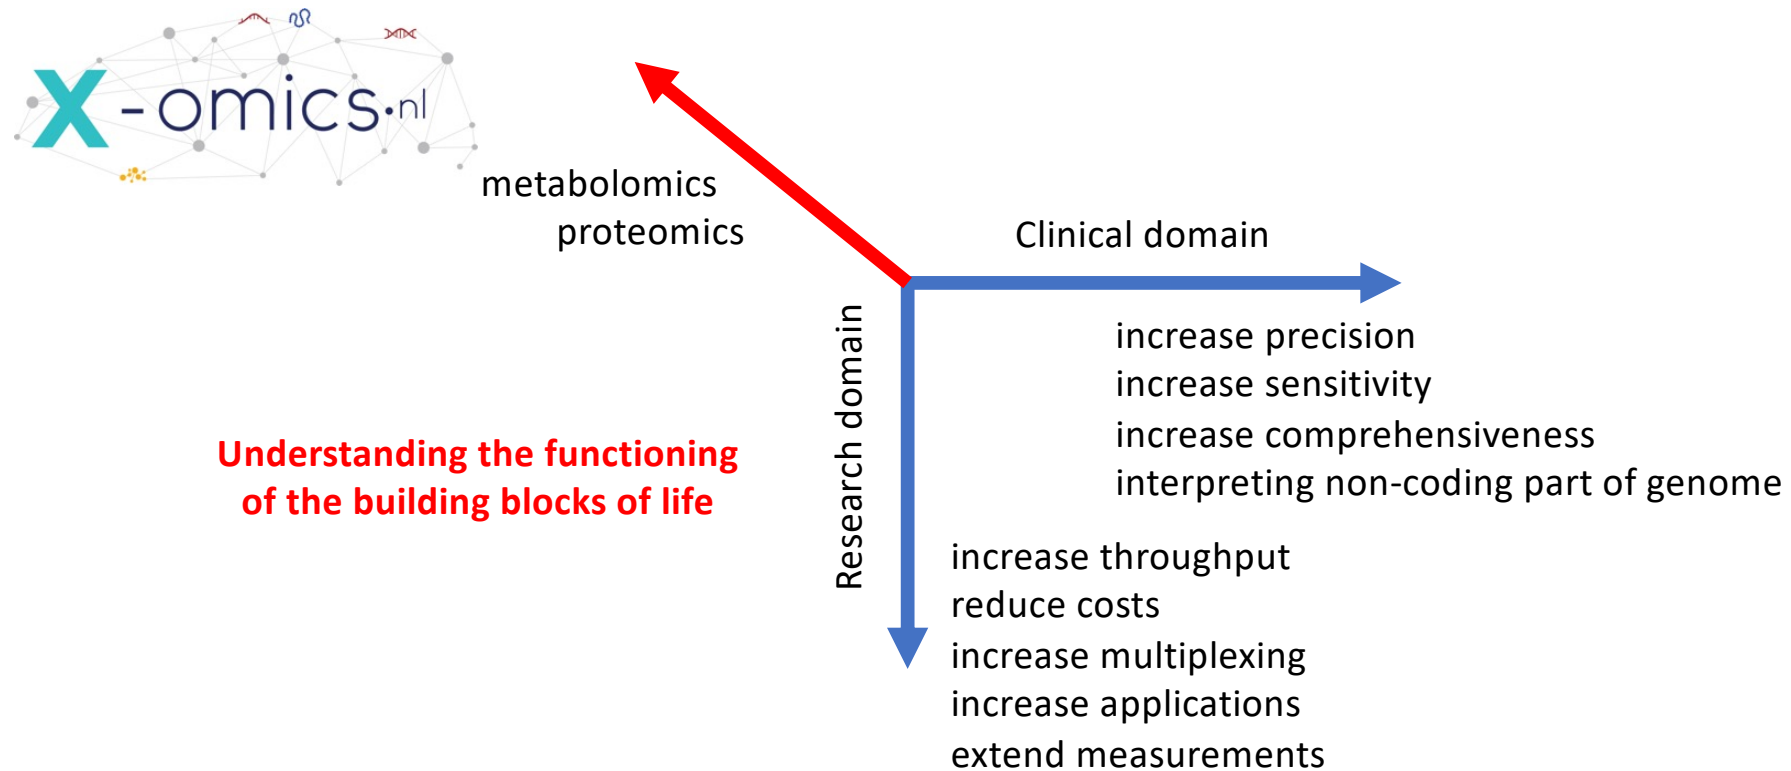 X-omics.nl
metabolomics
proteomics
Clinical domain
Research domain
increase precision
increase sensitivity
increase comprehensiveness
interpreting non-coding part of genome
Understanding the functioning
of the building blocks of life
increase throughput
reduce costs
increase multiplexing
increase applications
extend measurements